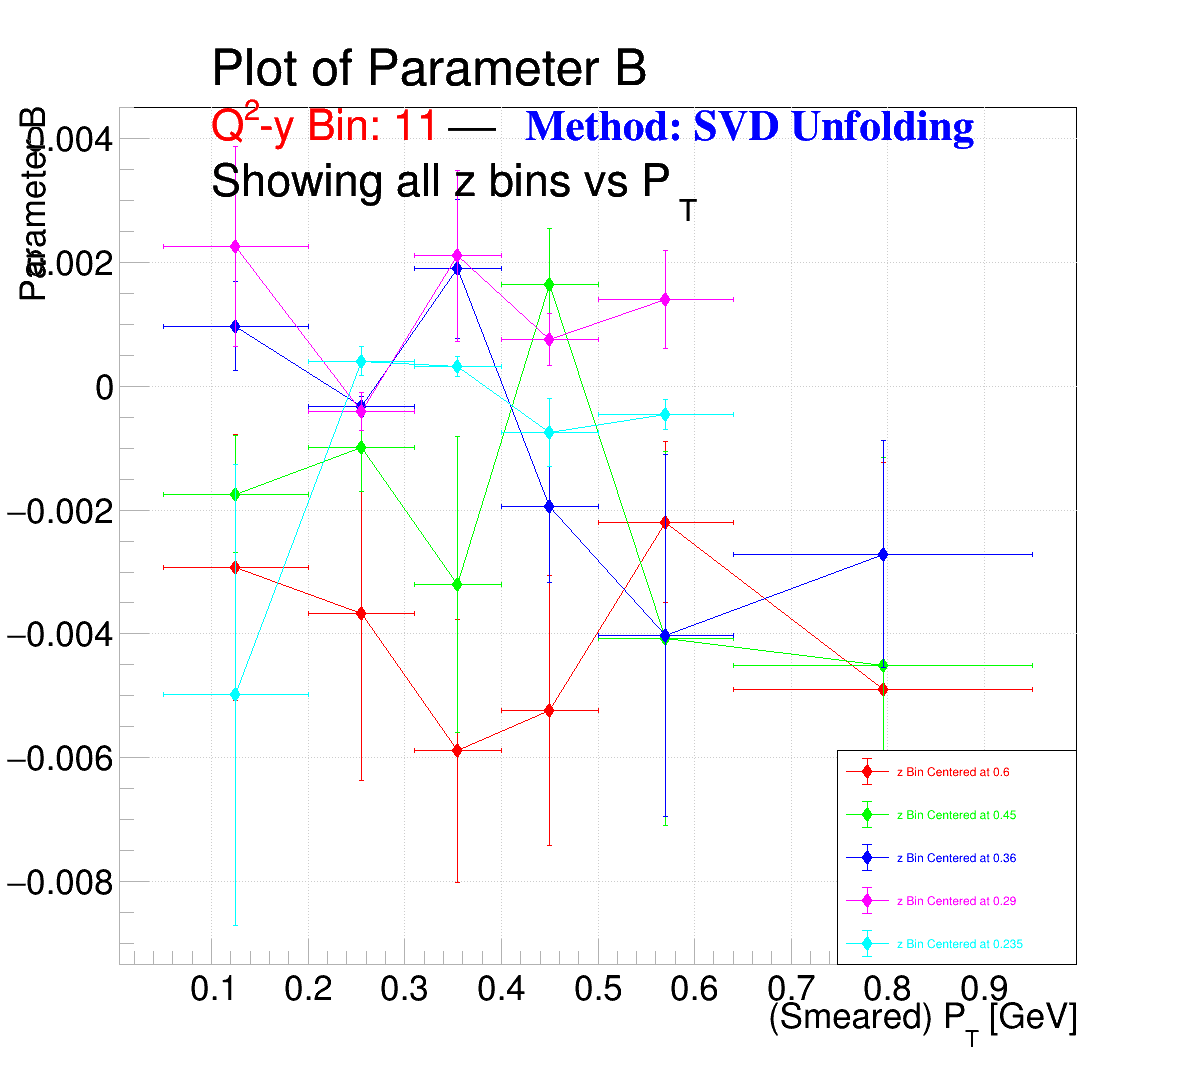 Plot of Parameter B
Q²-y Bin: 11 — Method: SVD Unfolding
Showing all z bins vs P_T
Parameter B
0.004
0.002
0
−0.002
−0.004
−0.006
−0.008
z Bin Centered at 0.6
z Bin Centered at 0.45
z Bin Centered at 0.36
z Bin Centered at 0.29
z Bin Centered at 0.235
0.1 0.2 0.3 0.4 0.5 0.6 0.7 0.8 0.9
(Smeared) P_T [GeV]